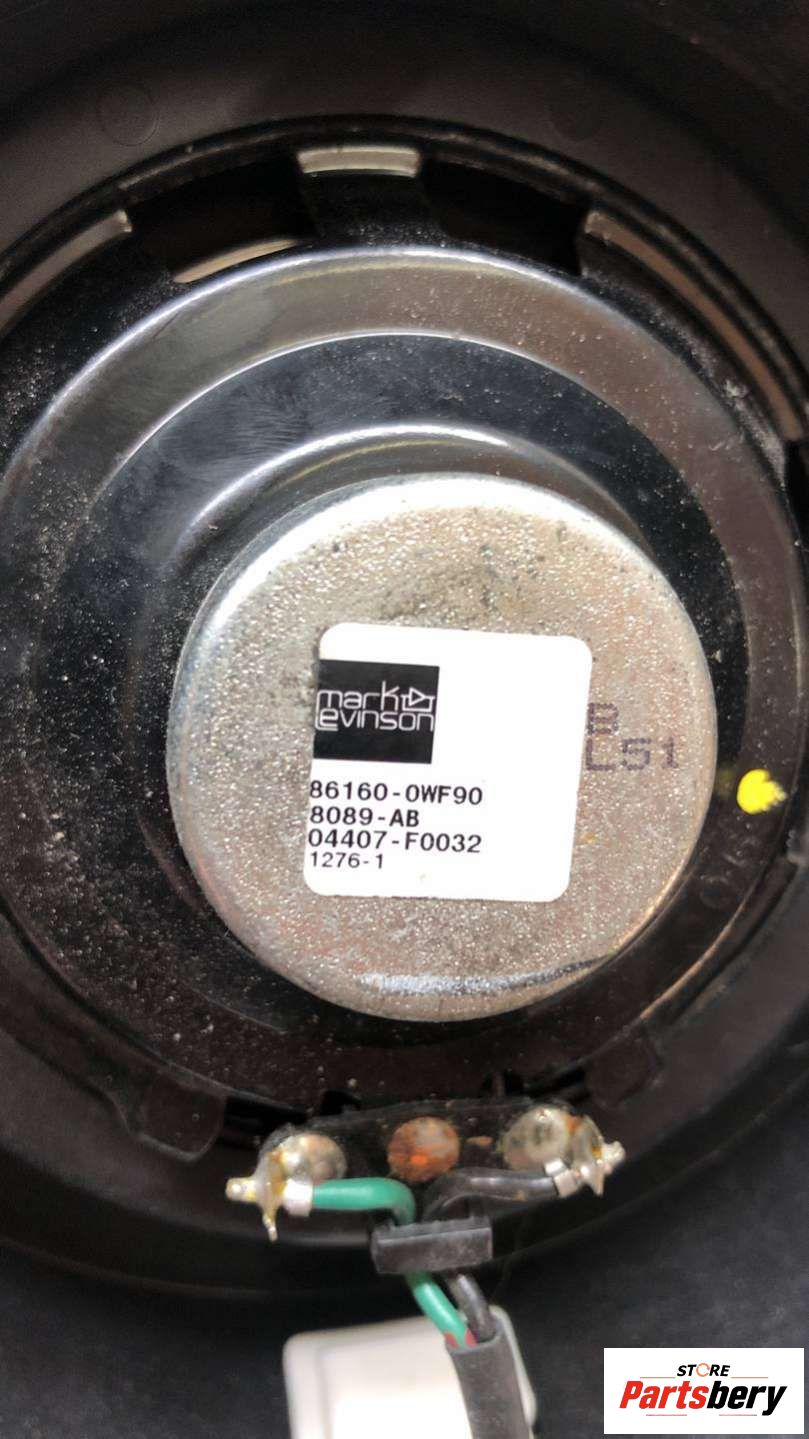 mark
Levinson
86160-0WF90
8089-AB
04407-F0032
1276-1
B
L51
STORE
Partsbery